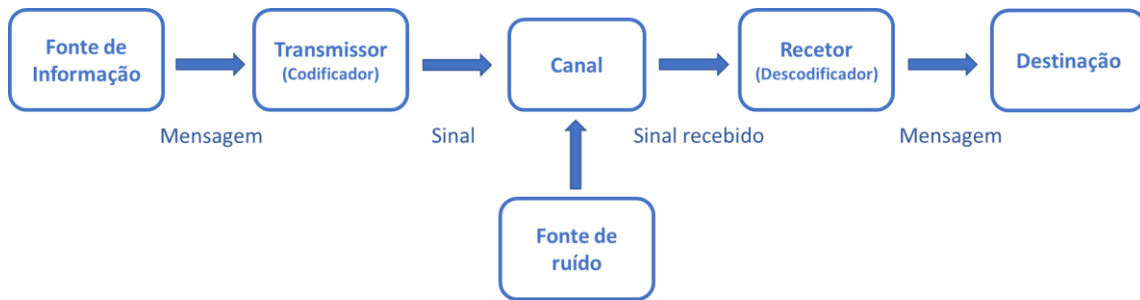 Fonte de
Informação
Transmissor
(Codificador)
Canal
Recetor
(Descodificador)
Destinação
Mensagem
Sinal
Sinal recebido
Mensagem
Fonte de
ruído